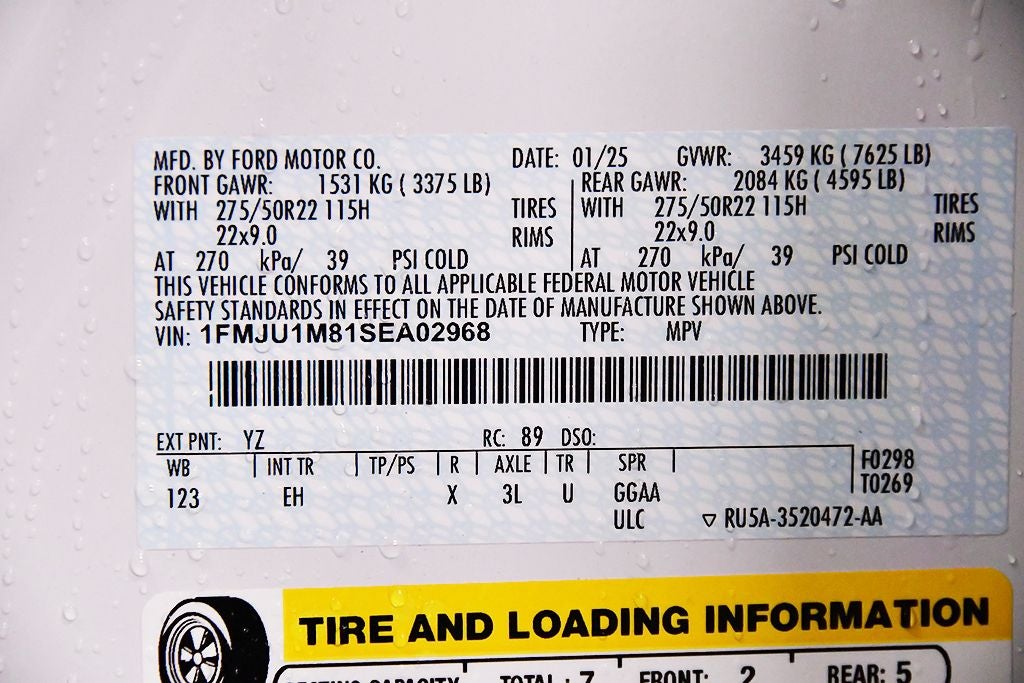 MFD. BY FORD MOTOR CO. DATE: 01/25 GVWR: 3459 KG ( 7625 LB)
FRONT GAWR: 1531 KG ( 3375 LB) REAR GAWR: 2084 KG ( 4595 LB)
WITH 275/50R22 115H TIRES WITH 275/50R22 115H TIRES
22x9.0 RIMS 22x9.0 RIMS
AT 270 kPa/ 39 PSI COLD AT 270 kPa/ 39 PSI COLD
THIS VEHICLE CONFORMS TO ALL APPLICABLE FEDERAL MOTOR VEHICLE
SAFETY STANDARDS IN EFFECT ON THE DATE OF MANUFACTURE SHOWN ABOVE.
VIN: 1FMJU1M81SEA02968 TYPE: MPV
EXT PNT: YZ RC: 89 DSO:
WB INT TR TP/PS R AXLE TR SPR F0298
123 EH X 3L U GGAA T0269
ULC ▽ RU5A-3520472-AA
TIRE AND LOADING INFORMATION
SEATING CAPACITY TOTAL: 7 FRONT: 2 REAR: 5